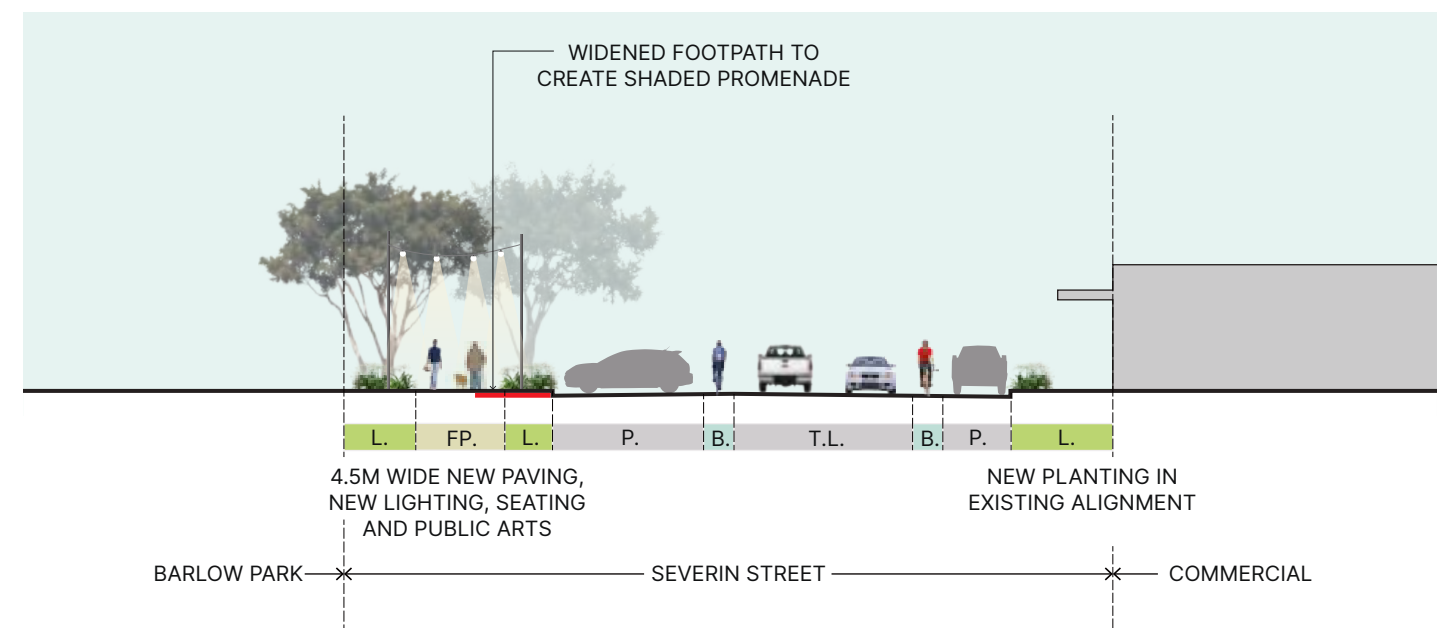 WIDENED FOOTPATH TO
CREATE SHADED PROMENADE
L. FP. L. P. B. T.L. B. P. L.
4.5M WIDE NEW PAVING,
NEW LIGHTING, SEATING
AND PUBLIC ARTS
NEW PLANTING IN
EXISTING ALIGNMENT
BARLOW PARK SEVERIN STREET COMMERCIAL